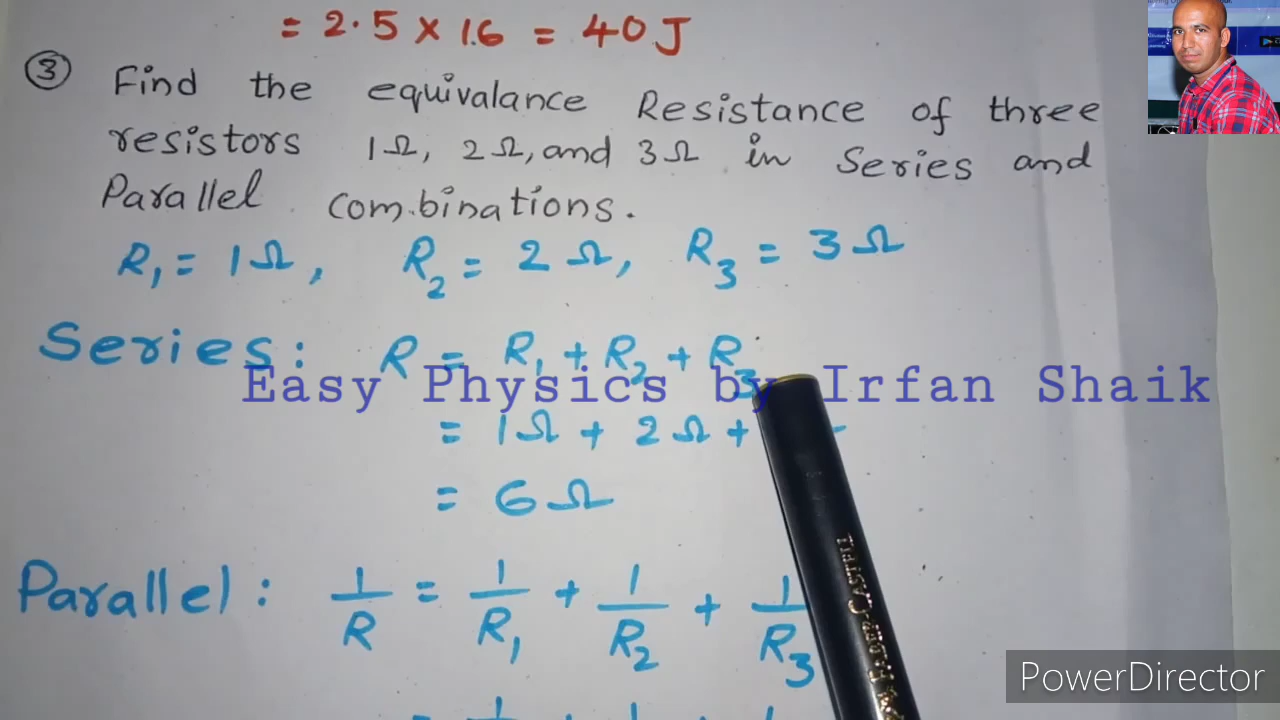 = 2.5 × 1.6 = 40 J
③ Find the equivalance Resistance of three
resistors 1Ω, 2Ω, and 3Ω in Series and
Parallel combinations.
R₁ = 1Ω, R₂ = 2Ω, R₃ = 3Ω
Series: R = R₁ + R₂ + R₃
Easy Physics by Irfan Shaik
= 1Ω + 2Ω +
= 6Ω
Parallel: 1/R = 1/R₁ + 1/R₂ + 1/R₃
PowerDirector